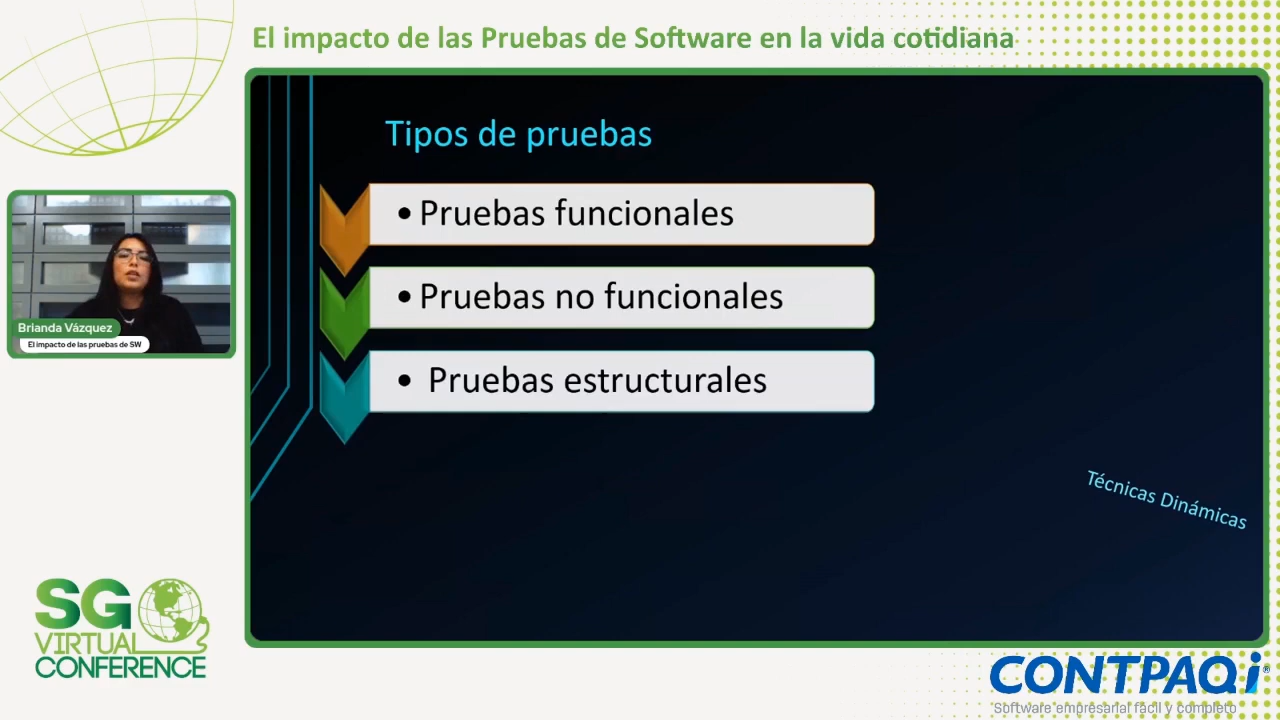 El impacto de las Pruebas de Software en la vida cotidiana
Tipos de pruebas
• Pruebas funcionales
• Pruebas no funcionales
• Pruebas estructurales
Técnicas Dinámicas
Brianda Vázquez
El impacto de las pruebas de SW
SG
VIRTUAL
CONFERENCE
CONTPAQi®
Software empresarial fácil y completo